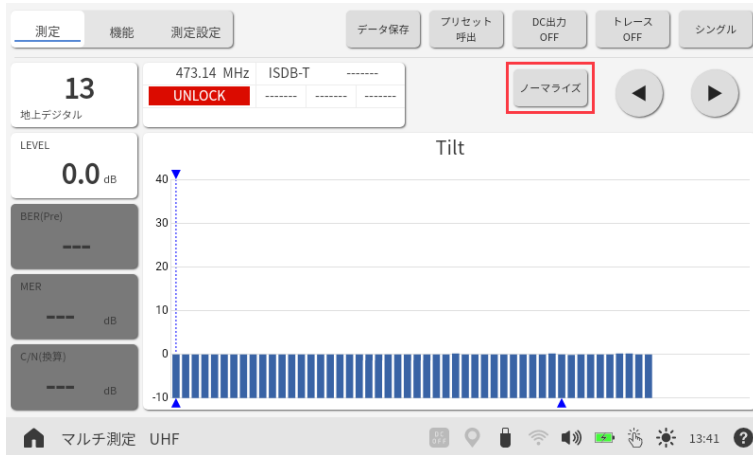 測定 機能 測定設定 データ保存 プリセット 呼出 DC出力 OFF トレース OFF シングル
13
地上デジタル
473.14 MHz ISDB-T -------
UNLOCK ------- ------- -------
ノーマライズ
LEVEL
0.0 dB
BER(Pre)
---
MER
--- dB
C/N(換算)
--- dB
Tilt
40
30
20
10
0
-10
マルチ測定 UHF
DC OFF
13:41
?